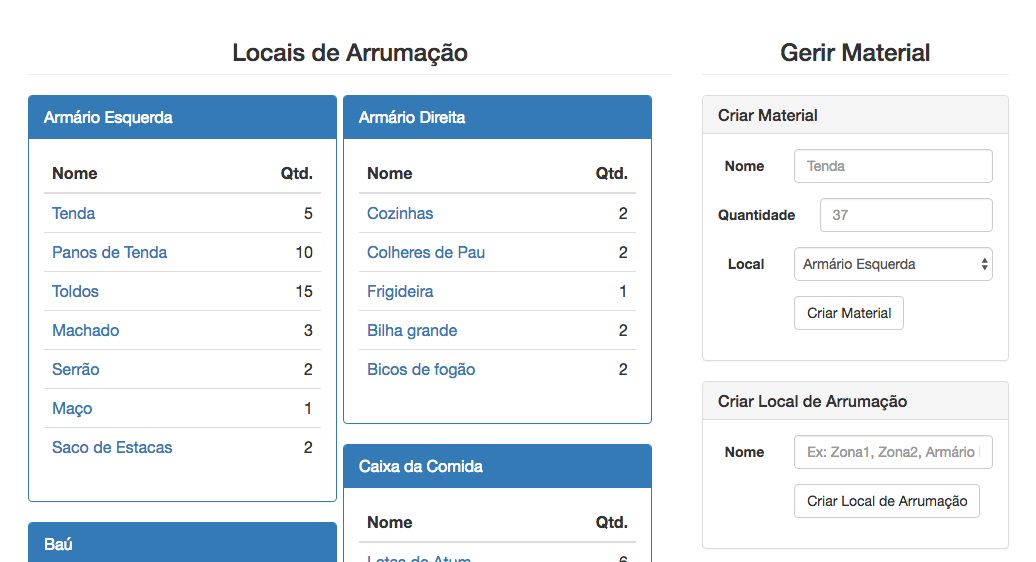 Locais de Arrumação
Armário Esquerda
Nome Qtd.
Tenda 5
Panos de Tenda 10
Toldos 15
Machado 3
Serrão 2
Maço 1
Saco de Estacas 2
Baú
Armário Direita
Nome Qtd.
Cozinhas 2
Colheres de Pau 2
Frigideira 1
Bilha grande 2
Bicos de fogão 2
Caixa da Comida
Nome Qtd.
Latas de Atum 6
Gerir Material
Criar Material
Nome Tenda
Quantidade 37
Local Armário Esquerda
Criar Material
Criar Local de Arrumação
Nome Ex: Zona1, Zona2, Armário
Criar Local de Arrumação